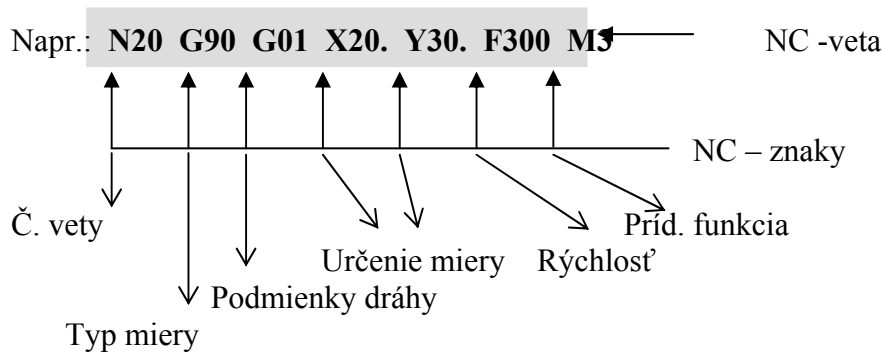 Napr.: N20 G90 G01 X20. Y30. F300 M3 NC -veta
NC – znaky
Č. vety
Príd. funkcia
Určenie miery
Rýchlosť
Podmienky dráhy
Typ miery